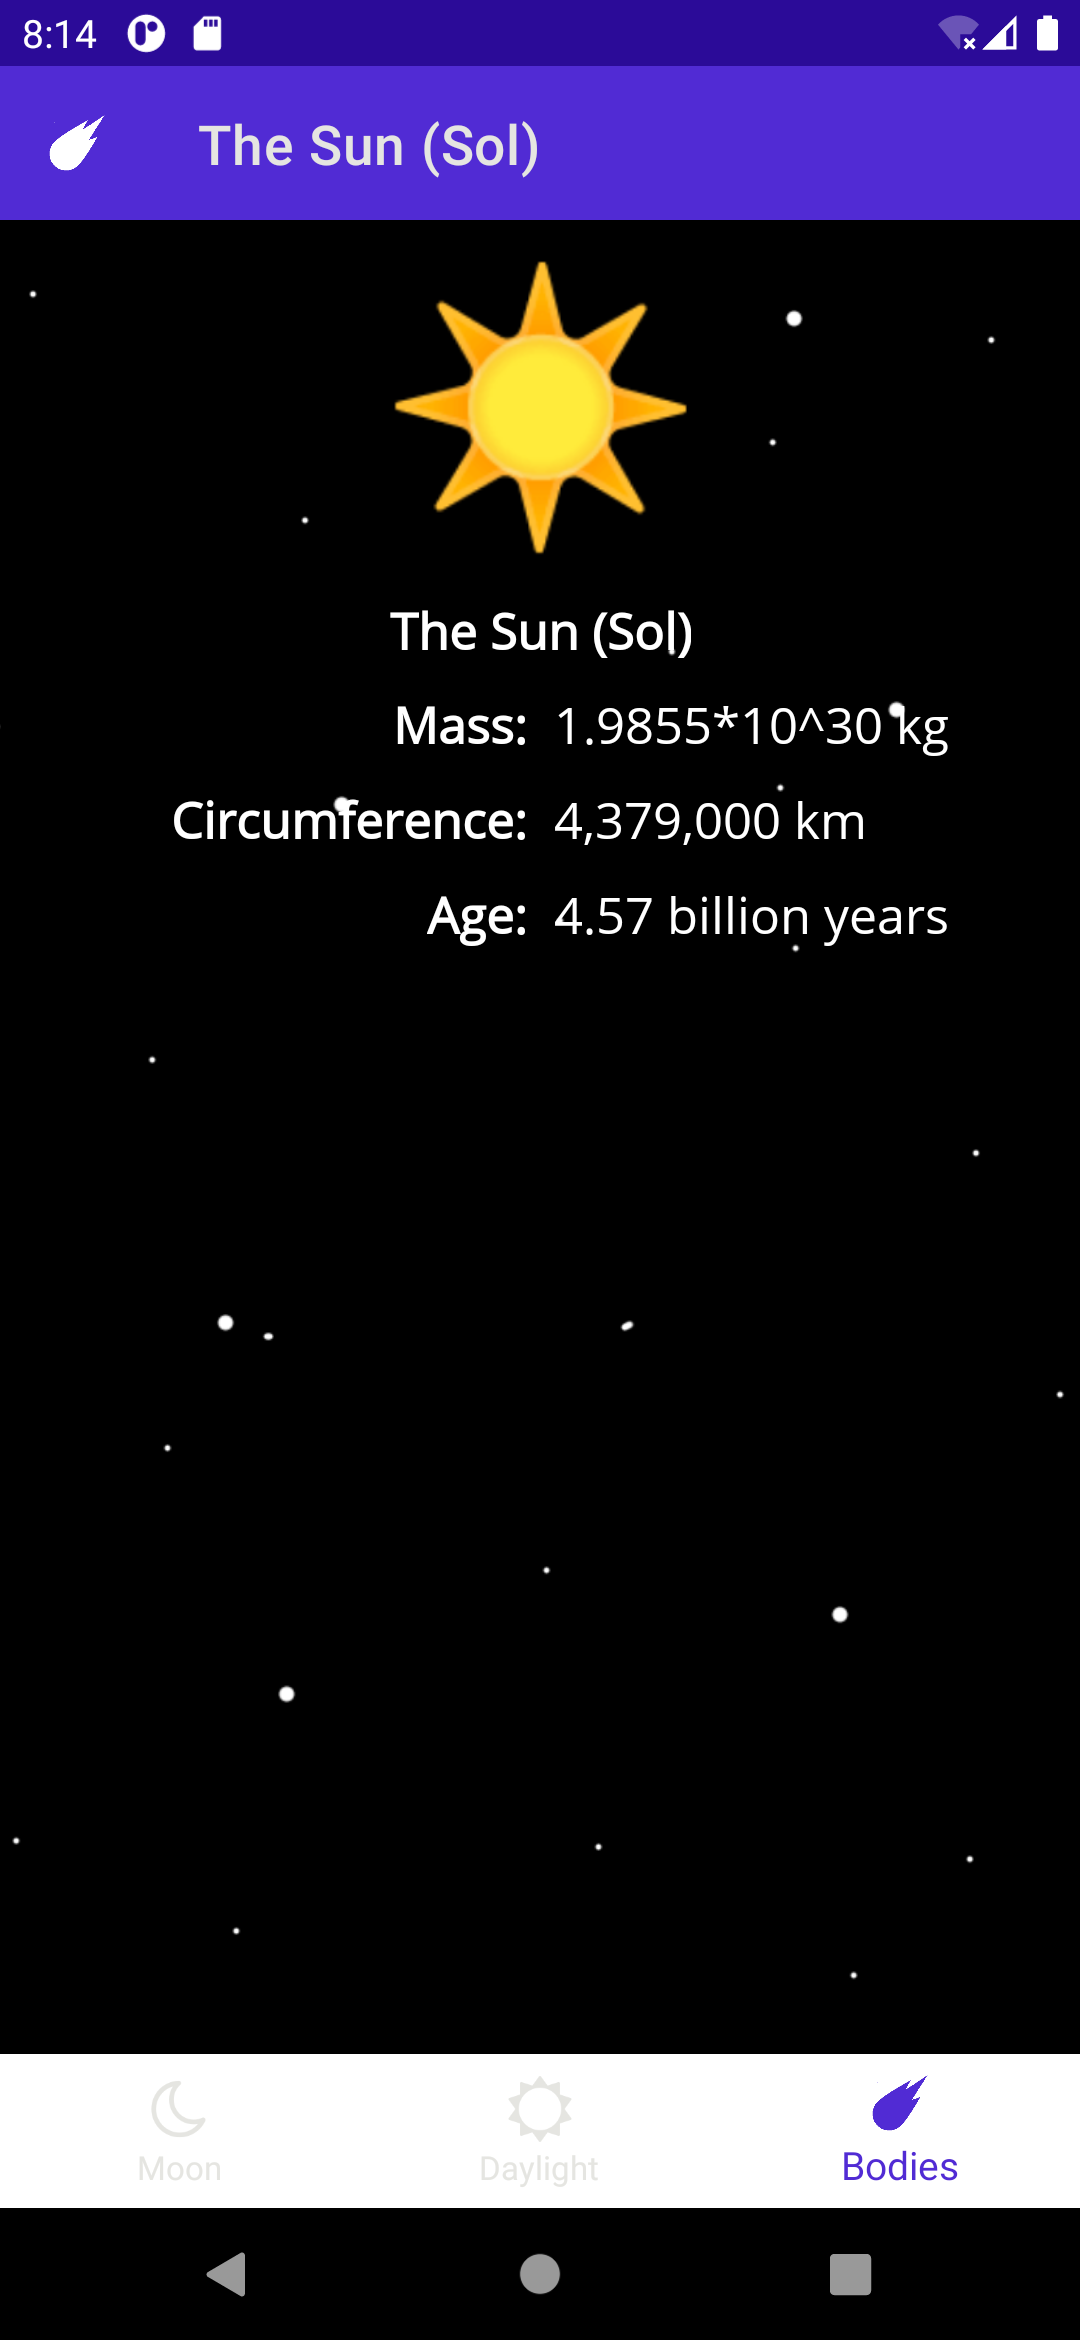 8:14
The Sun (Sol)
The Sun (Sol)
Mass: 1.9855*10^30 kg
Circumference: 4,379,000 km
Age: 4.57 billion years
Moon Daylight Bodies